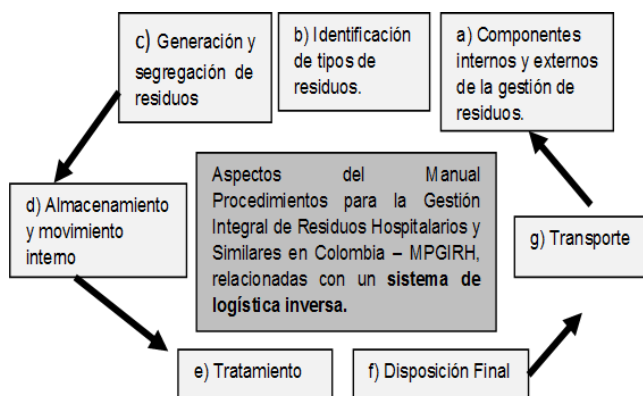 c) Generación y
segregación de
residuos
b) Identificación
de tipos de
residuos.
a) Componentes
internos y externos
de la gestión de
residuos.
d) Almacenamiento
y movimiento
interno
Aspectos del Manual
Procedimientos para la Gestión
Integral de Residuos Hospitalarios y
Similares en Colombia – MPGIRH,
relacionadas con un sistema de
logística inversa.
g) Transporte
e) Tratamiento
f) Disposición Final